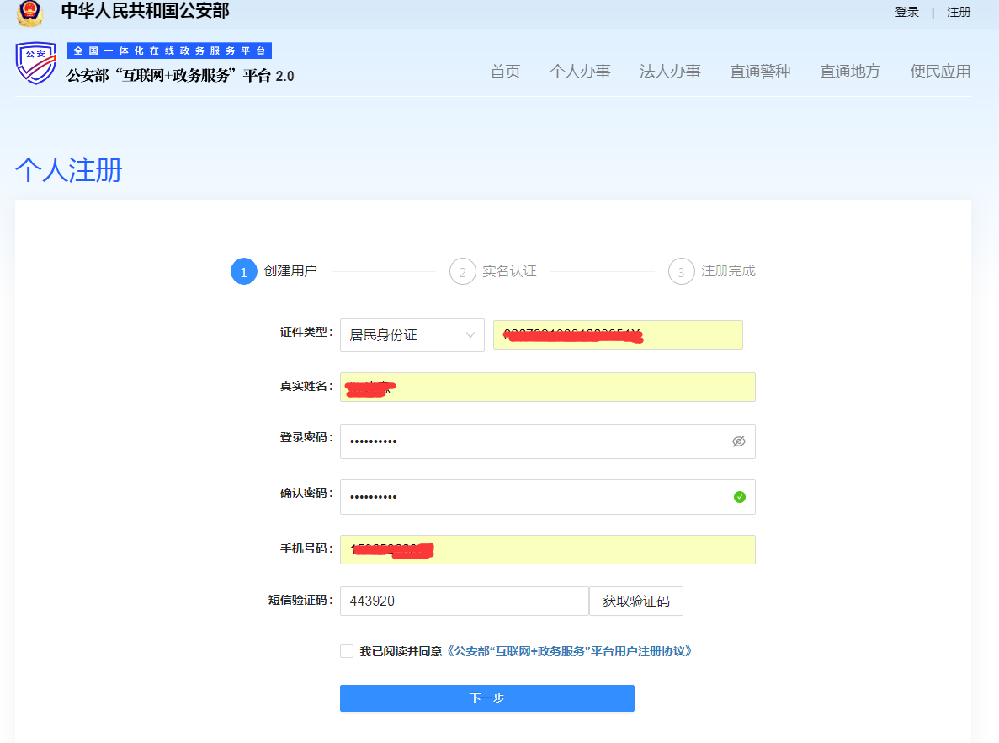 中华人民共和国公安部
登录 | 注册
公安
全国一体化在线政务服务平台
公安部“互联网+政务服务”平台 2.0
首页 个人办事 法人办事 直通警种 直通地方 便民应用
个人注册
1 创建用户 2 实名认证 3 注册完成
证件类型: 居民身份证
真实姓名:
登录密码: ••••••••••
确认密码: ••••••••••
手机号码:
短信验证码: 443920 获取验证码
我已阅读并同意《公安部“互联网+政务服务”平台用户注册协议》
下一步